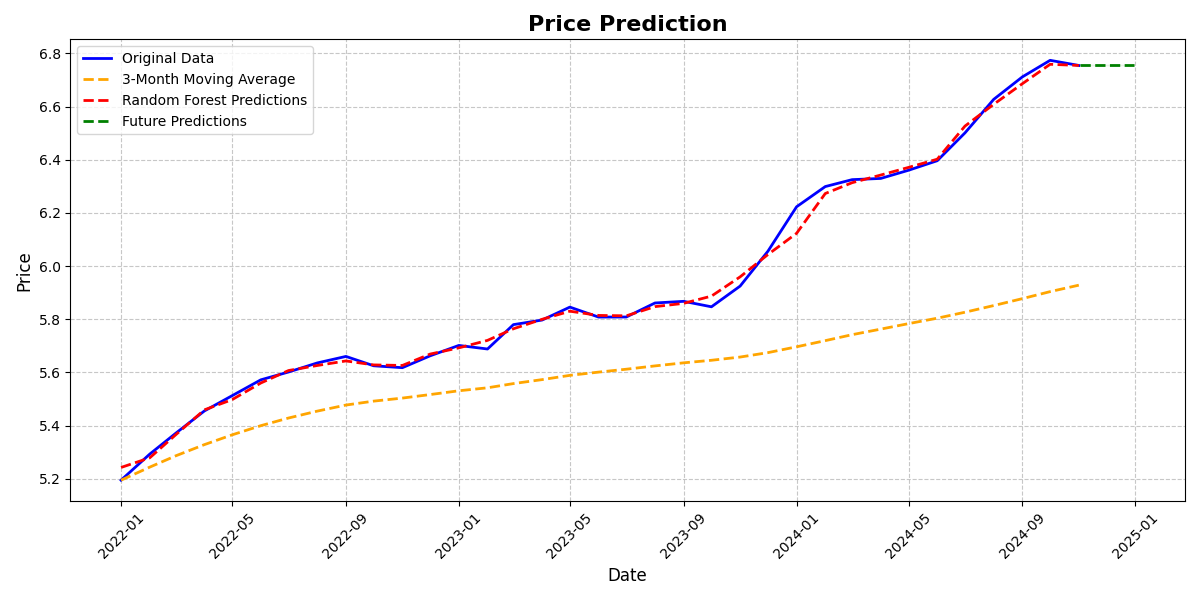 Price Prediction
Original Data
3-Month Moving Average
Random Forest Predictions
Future Predictions
Price
6.8
6.6
6.4
6.2
6.0
5.8
5.6
5.4
5.2
2022-01
2022-05
2022-09
2023-01
2023-05
2023-09
2024-01
2024-05
2024-09
2025-01
Date